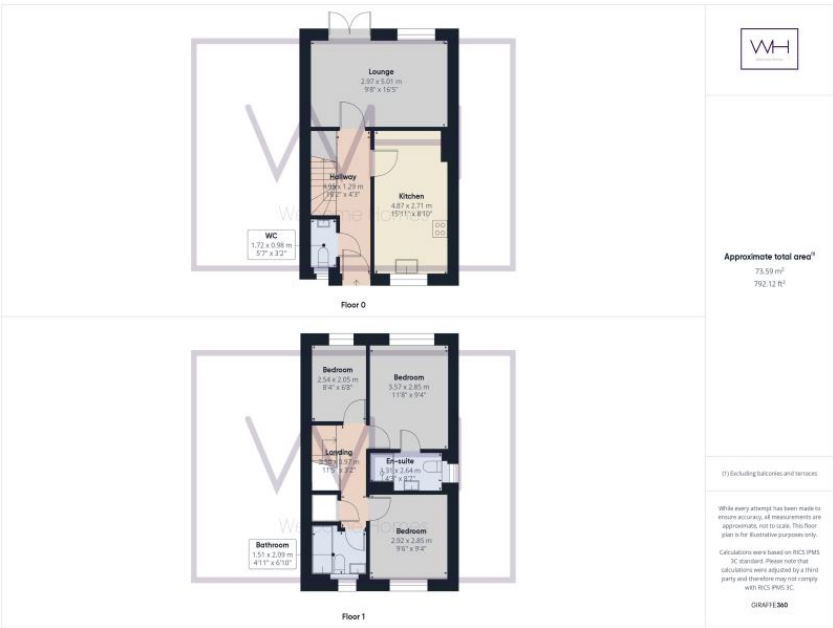 Lounge
2.97 x 5.01 m
9'8" x 16'5"
Hallway
x 1.29 m
x 4'3"
Kitchen
4.87 x 2.71 m
15'11" x 8'10"
WC
1.72 x 0.98 m
5'7" x 3'2"
Floor 0
Bedroom
2.54 x 2.05 m
8'4" x 6'8"
Bedroom
3.57 x 2.85 m
11'8" x 9'4"
Landing
En-suite
x 2.64 m
Bedroom
2.92 x 2.85 m
9'6" x 9'4"
Bathroom
1.51 x 2.09 m
4'11" x 6'10"
Floor 1
WH
Approximate total area⁽¹⁾
73.59 m²
792.12 ft²
(1) Excluding balconies and terraces
While every attempt has been made to
ensure accuracy, all measurements are
approximate, not to scale. This floor
plan is for illustrative purposes only.
Calculations were based on RICS IPMS
3C standard. Please note that
calculations were adjusted by a third
party and therefore may not comply
with RICS IPMS 3C.
GIRAFFE360